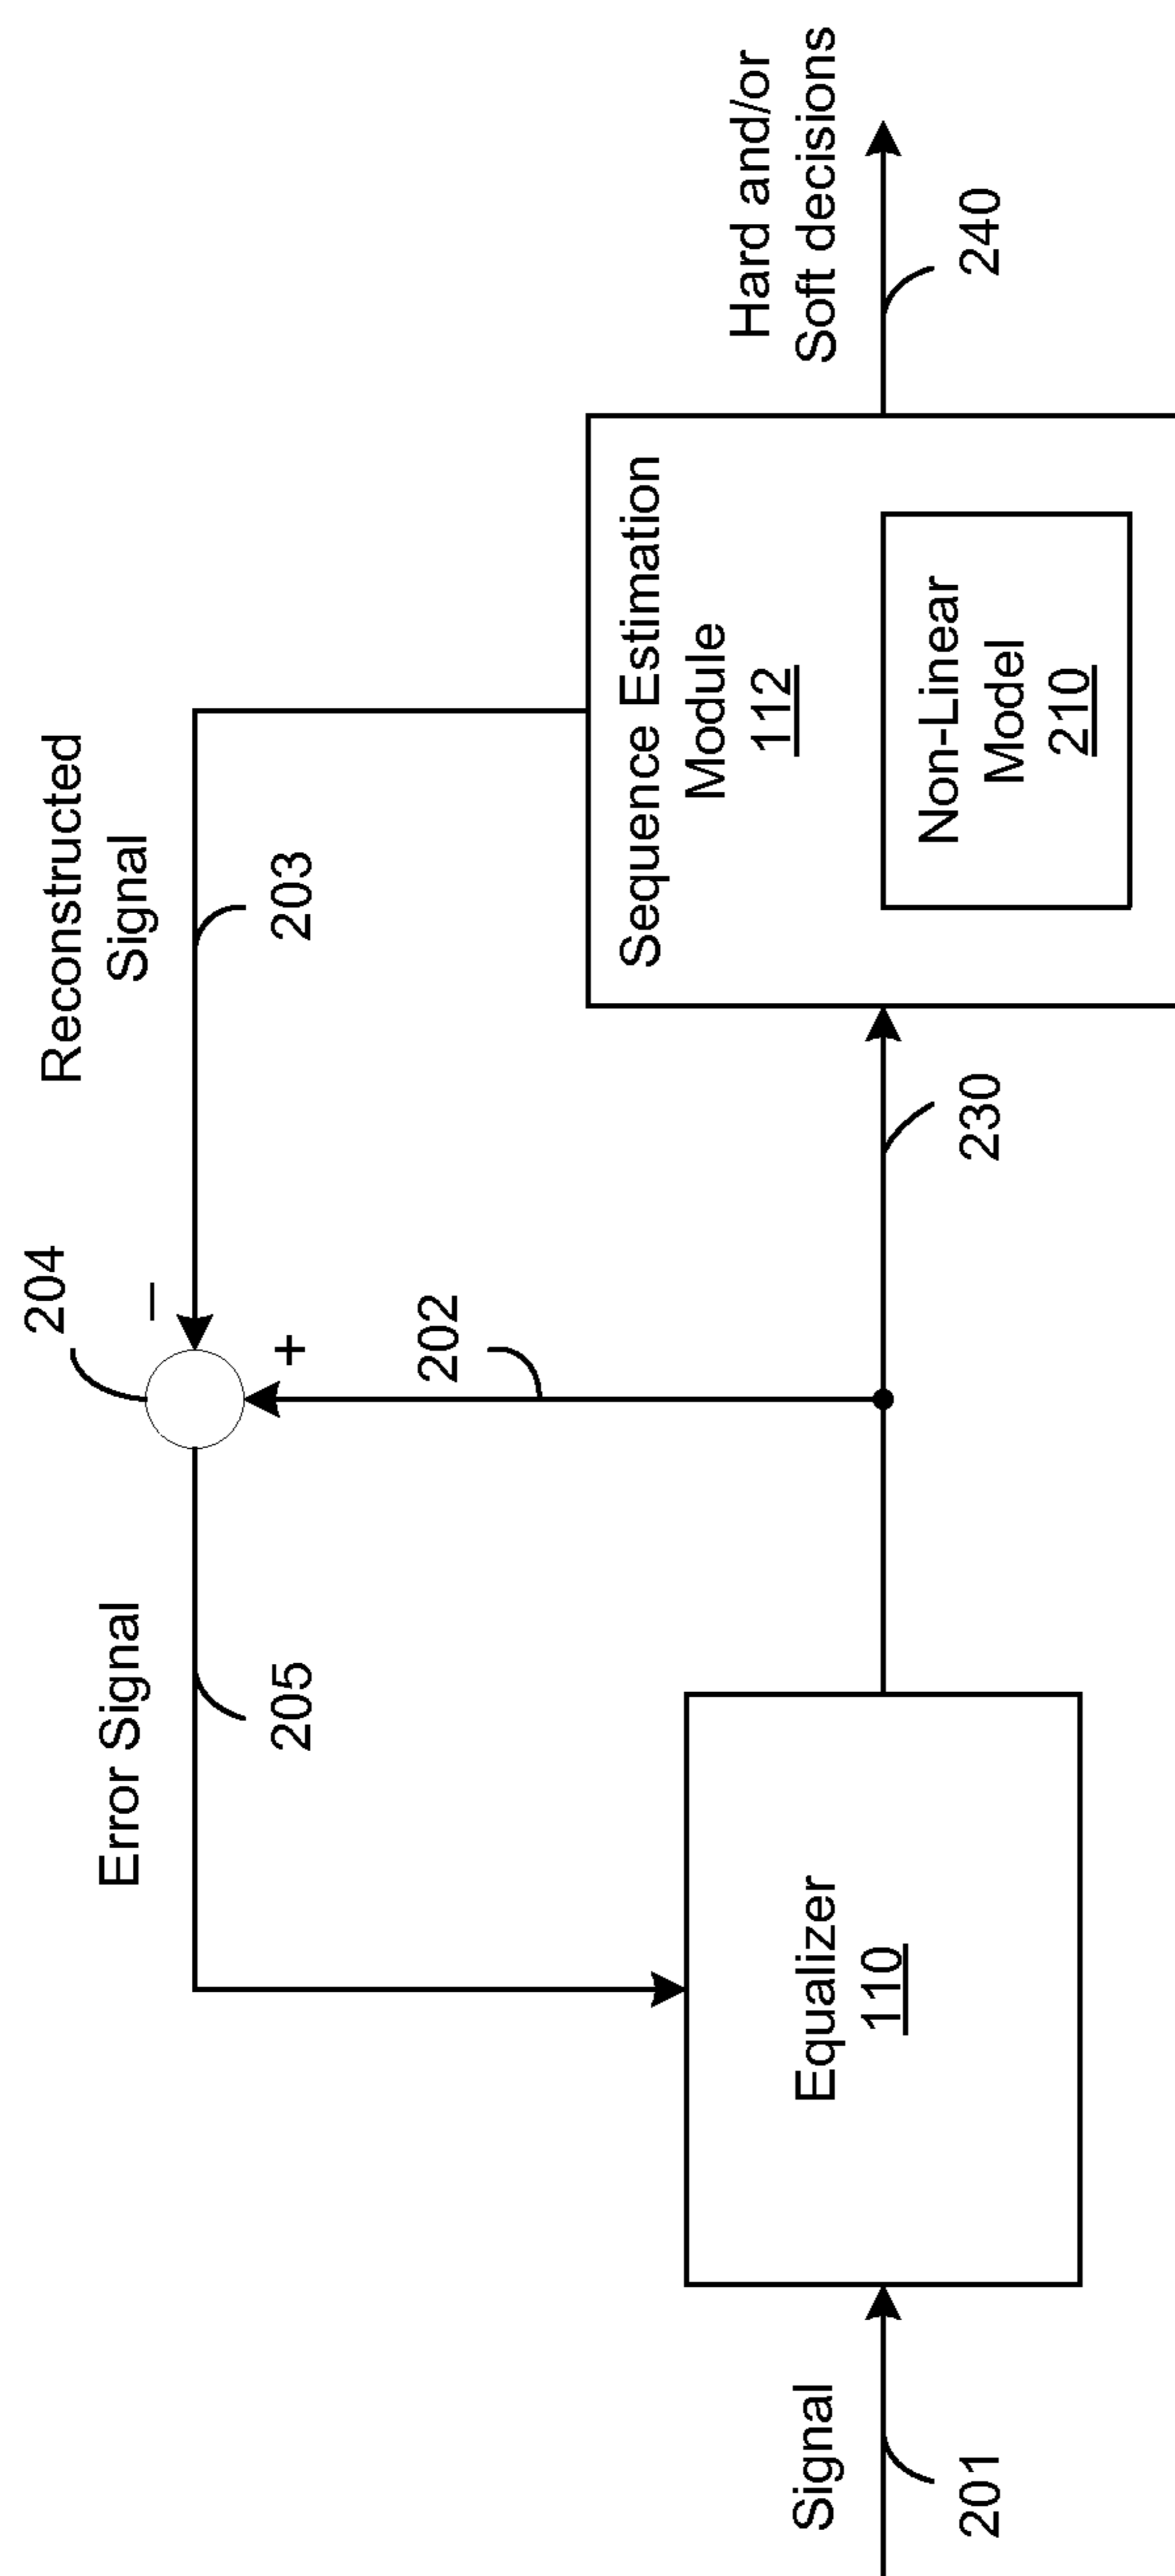 Reconstructed
Signal
204
–
203
Error Signal
+
205
202
Hard and/or
Soft decisions
Sequence Estimation
Module
112
Signal
Equalizer
110
Non-Linear
Model
210
201
230
240